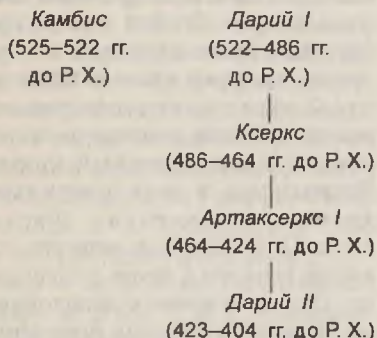 Камбис
(525–522 гг.
до Р. Х.)
Дарий I
(522–486 гг.
до Р. Х.)
Ксеркс
(486–464 гг. до Р. Х.)
Артаксеркс I
(464–424 гг. до Р. Х.)
Дарий II
(423–404 гг. до Р. Х.)